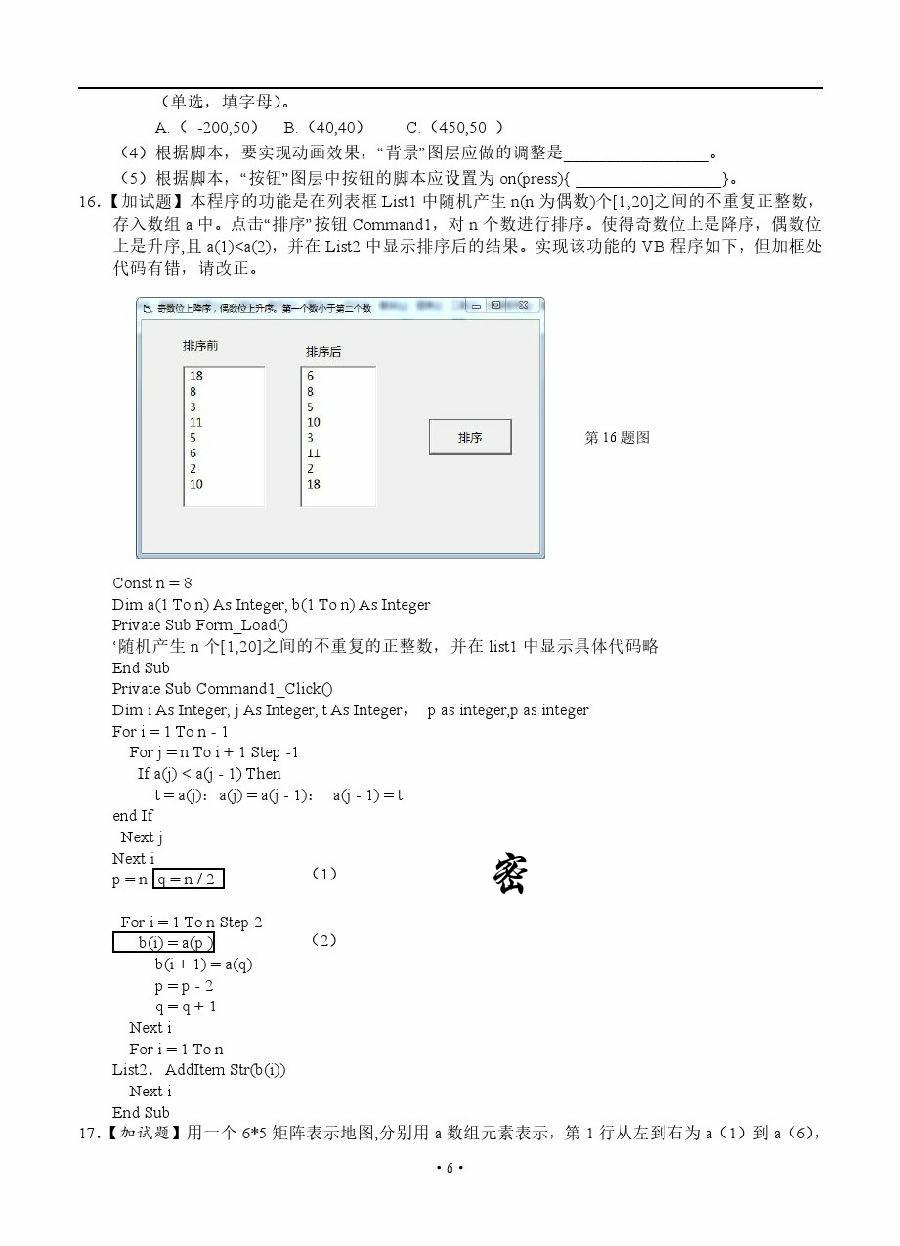 （单选，填字母）。
A.（ -200,50） B.（40,40） C.（450,50 ）
（4）根据脚本，要实现动画效果，“背景”图层应做的调整是__________________。
（5）根据脚本，“按钮”图层中按钮的脚本应设置为 on(press){ __________________}。
16.【加试题】本程序的功能是在列表框 List1 中随机产生 n(n 为偶数)个[1,20]之间的不重复正整数，
存入数组 a 中。点击“排序”按钮 Command1，对 n 个数进行排序。使得奇数位上是降序，偶数位
上是升序,且 a(1)<a(2)，并在 List2 中显示排序后的结果。实现该功能的 VB 程序如下，但加框处
代码有错，请改正。
奇数位上降序，偶数位上升序。第一个数小于第二个数
排序前 排序后
18 6
8 8
3 5
11 10
5 3
6 11
2 2
10 18
排序
第 16 题图
Const n = 8
Dim a(1 To n) As Integer, b(1 To n) As Integer
Private Sub Form_Load()
‘随机产生 n 个[1,20]之间的不重复的正整数，并在 list1 中显示具体代码略
End Sub
Private Sub Command1_Click()
Dim i As Integer, j As Integer, t As Integer， p as integer,p as integer
For i = 1 To n - 1
For j = n To i + 1 Step -1
If a(j) < a(j - 1) Then
t = a(j)： a(j) = a(j - 1)： a(j - 1) = t
end If
Next j
Next i
p = n q = n / 2 （1）
密
For i = 1 To n Step 2
b(i) = a(p ) （2）
b(i + 1) = a(q)
p = p - 2
q = q + 1
Next i
For i = 1 To n
List2．AddItem Str(b(i))
Next i
End Sub
17.【加试题】用一个 6*5 矩阵表示地图,分别用 a 数组元素表示，第 1 行从左到右为 a（1）到 a（6），
·6·